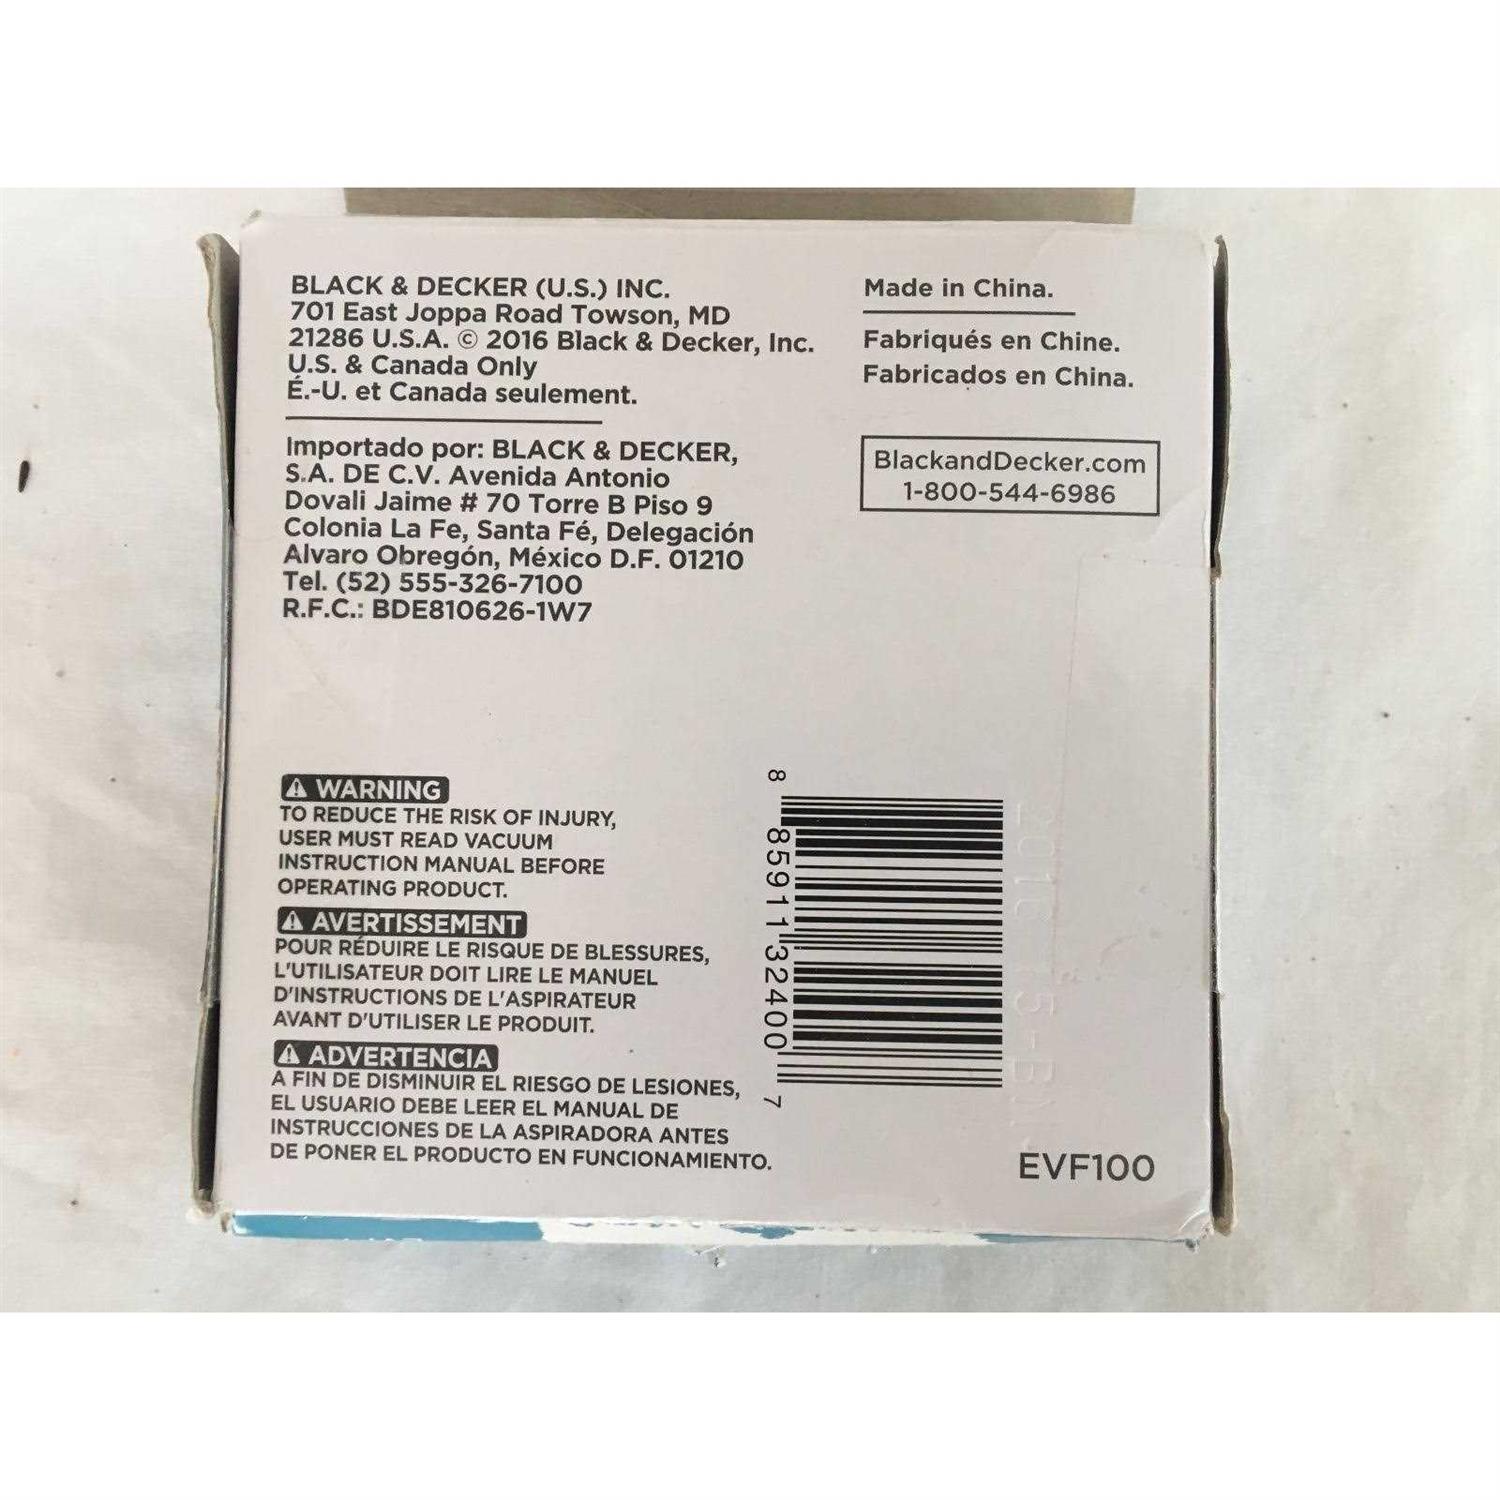 BLACK & DECKER (U.S.) INC.
701 East Joppa Road Towson, MD
21286 U.S.A. © 2016 Black & Decker, Inc.
U.S. & Canada Only
É.-U. et Canada seulement.
Importado por: BLACK & DECKER,
S.A. DE C.V. Avenida Antonio
Dovali Jaime # 70 Torre B Piso 9
Colonia La Fe, Santa Fé, Delegación
Alvaro Obregón, México D.F. 01210
Tel. (52) 555-326-7100
R.F.C.: BDE810626-1W7
Made in China.
Fabriqués en Chine.
Fabricados en China.
BlackandDecker.com
1-800-544-6986
WARNING
TO REDUCE THE RISK OF INJURY,
USER MUST READ VACUUM
INSTRUCTION MANUAL BEFORE
OPERATING PRODUCT.
AVERTISSEMENT
POUR RÉDUIRE LE RISQUE DE BLESSURES,
L'UTILISATEUR DOIT LIRE LE MANUEL
D'INSTRUCTIONS DE L'ASPIRATEUR
AVANT D'UTILISER LE PRODUIT.
ADVERTENCIA
A FIN DE DISMINUIR EL RIESGO DE LESIONES,
EL USUARIO DEBE LEER EL MANUAL DE
INSTRUCCIONES DE LA ASPIRADORA ANTES
DE PONER EL PRODUCTO EN FUNCIONAMIENTO.
8 85911 32400 7
EVF100